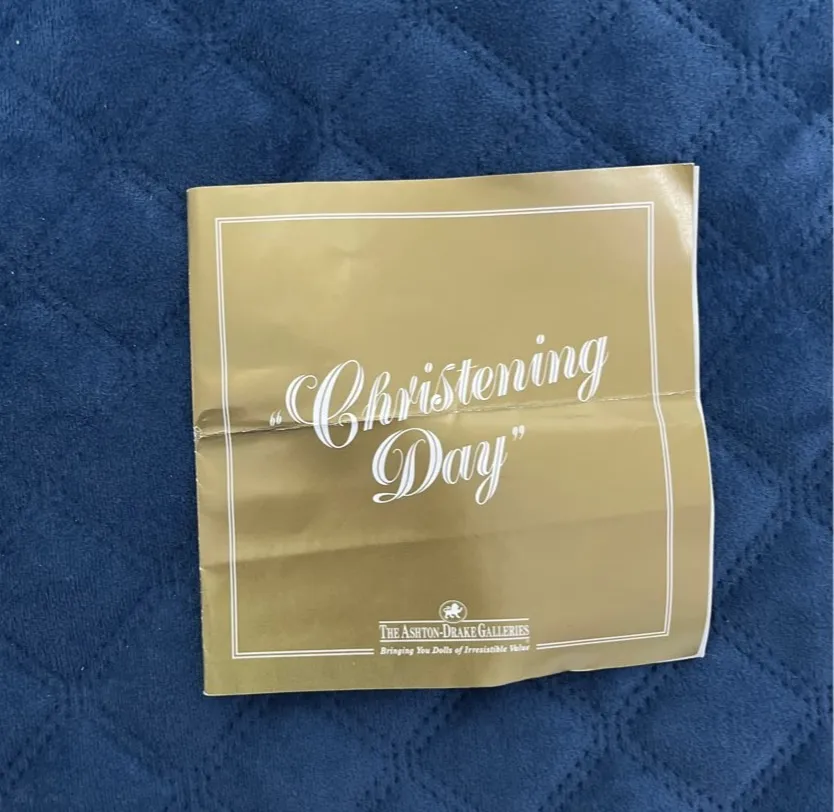 “Christening
Day”
THE ASHTON-DRAKE GALLERIES
Bringing You Dolls of Irresistible Value